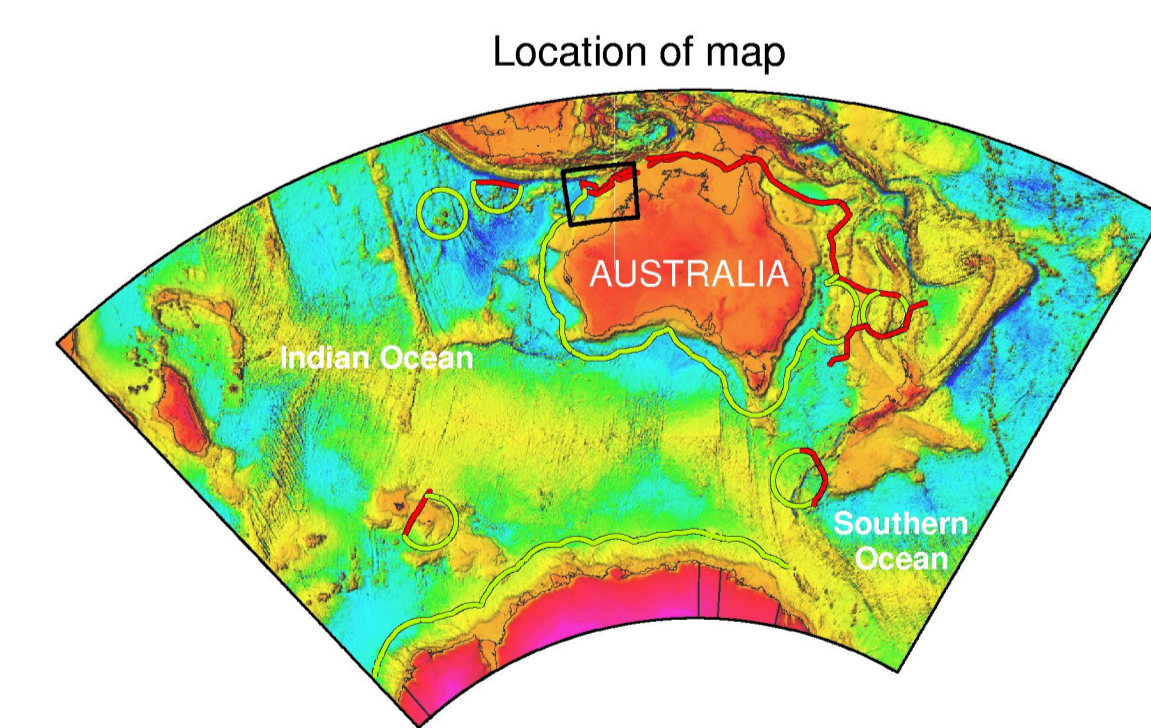 Location of map
AUSTRALIA
Indian Ocean
Southern
Ocean